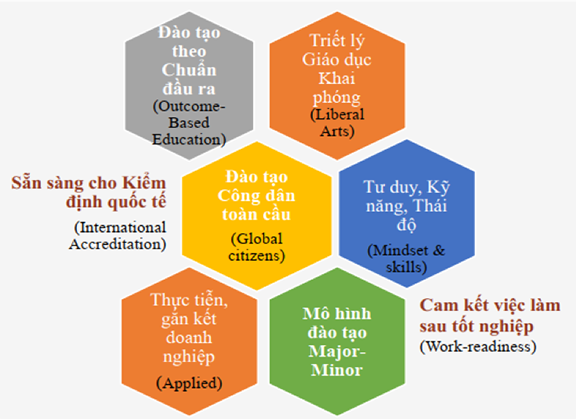 Đào tạo
theo
Chuẩn
đầu ra
(Outcome-
Based
Education)
Triết lý
Giáo dục
Khai
phóng
(Liberal
Arts)
Sẵn sàng cho Kiểm
định quốc tế
(International
Accreditation)
Đào tạo
Công dân
toàn cầu
(Global
citizens)
Tư duy, Kỹ
năng, Thái
độ
(Mindset &
skills)
Thực tiễn,
gắn kết
doanh
nghiệp
(Applied)
Mô hình
đào tạo
Major-
Minor
Cam kết việc làm
sau tốt nghiệp
(Work-readiness)